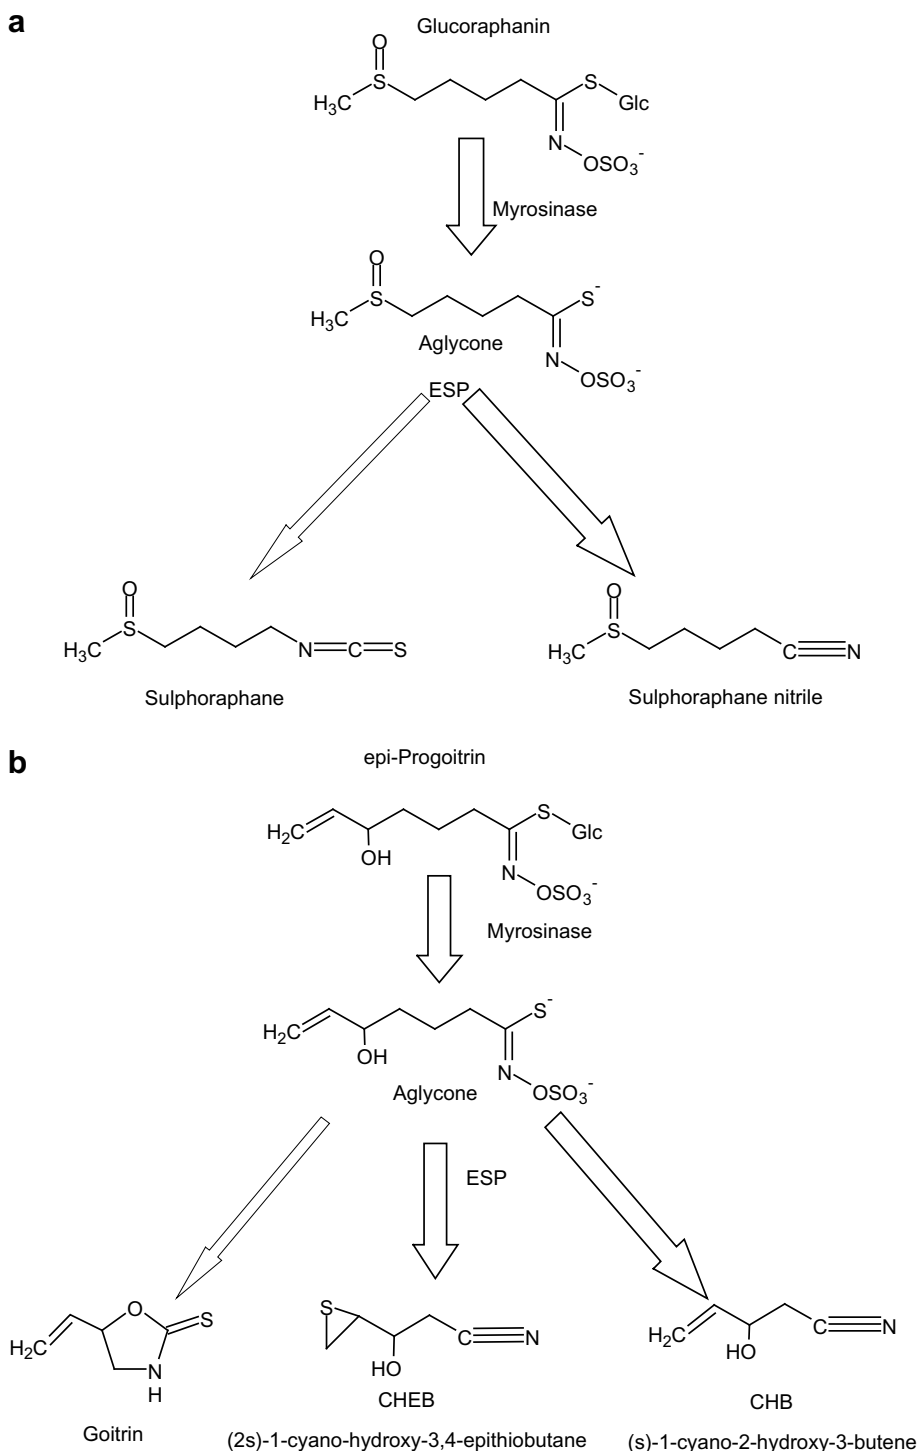 a
Glucoraphanin
O
S
S
H₃C
Glc
N
OSO₃⁻
Myrosinase
O
S
S⁻
H₃C
Aglycone
N
OSO₃⁻
ESP
O
S
H₃C
N C S
Sulphoraphane
O
S
H₃C
C N
Sulphoraphane nitrile
b
epi-Progoitrin
S
H₂C
Glc
OH
N
OSO₃⁻
Myrosinase
S⁻
H₂C
OH
N
Aglycone
OSO₃⁻
ESP
O
S
H₂C
N
H
Goitrin
S
C N
HO
CHEB
(2s)-1-cyano-hydroxy-3,4-epithiobutane
H₂C
C N
HO
CHB
(s)-1-cyano-2-hydroxy-3-butene